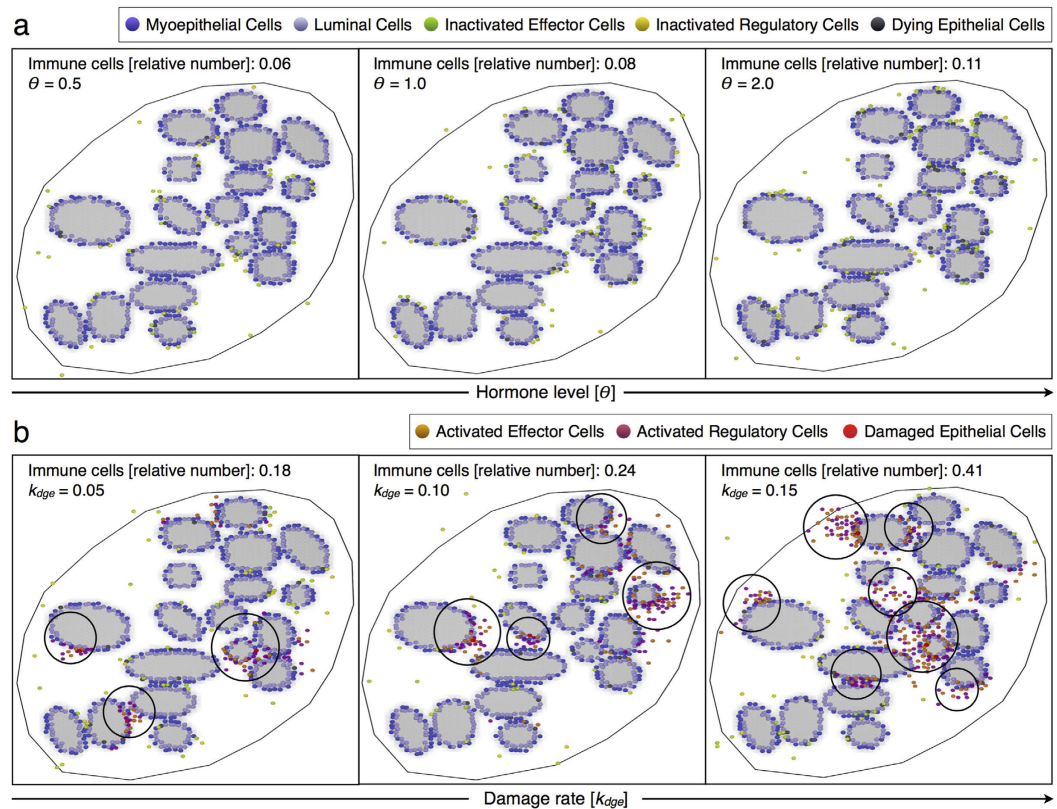 a
Myoepithelial Cells Luminal Cells Inactivated Effector Cells Inactivated Regulatory Cells Dying Epithelial Cells
Immune cells [relative number]: 0.06 Immune cells [relative number]: 0.08 Immune cells [relative number]: 0.11
θ = 0.5 θ = 1.0 θ = 2.0
Hormone level [θ]
b
Activated Effector Cells Activated Regulatory Cells Damaged Epithelial Cells
Immune cells [relative number]: 0.18 Immune cells [relative number]: 0.24 Immune cells [relative number]: 0.41
kdge = 0.05 kdge = 0.10 kdge = 0.15
Damage rate [kdge]